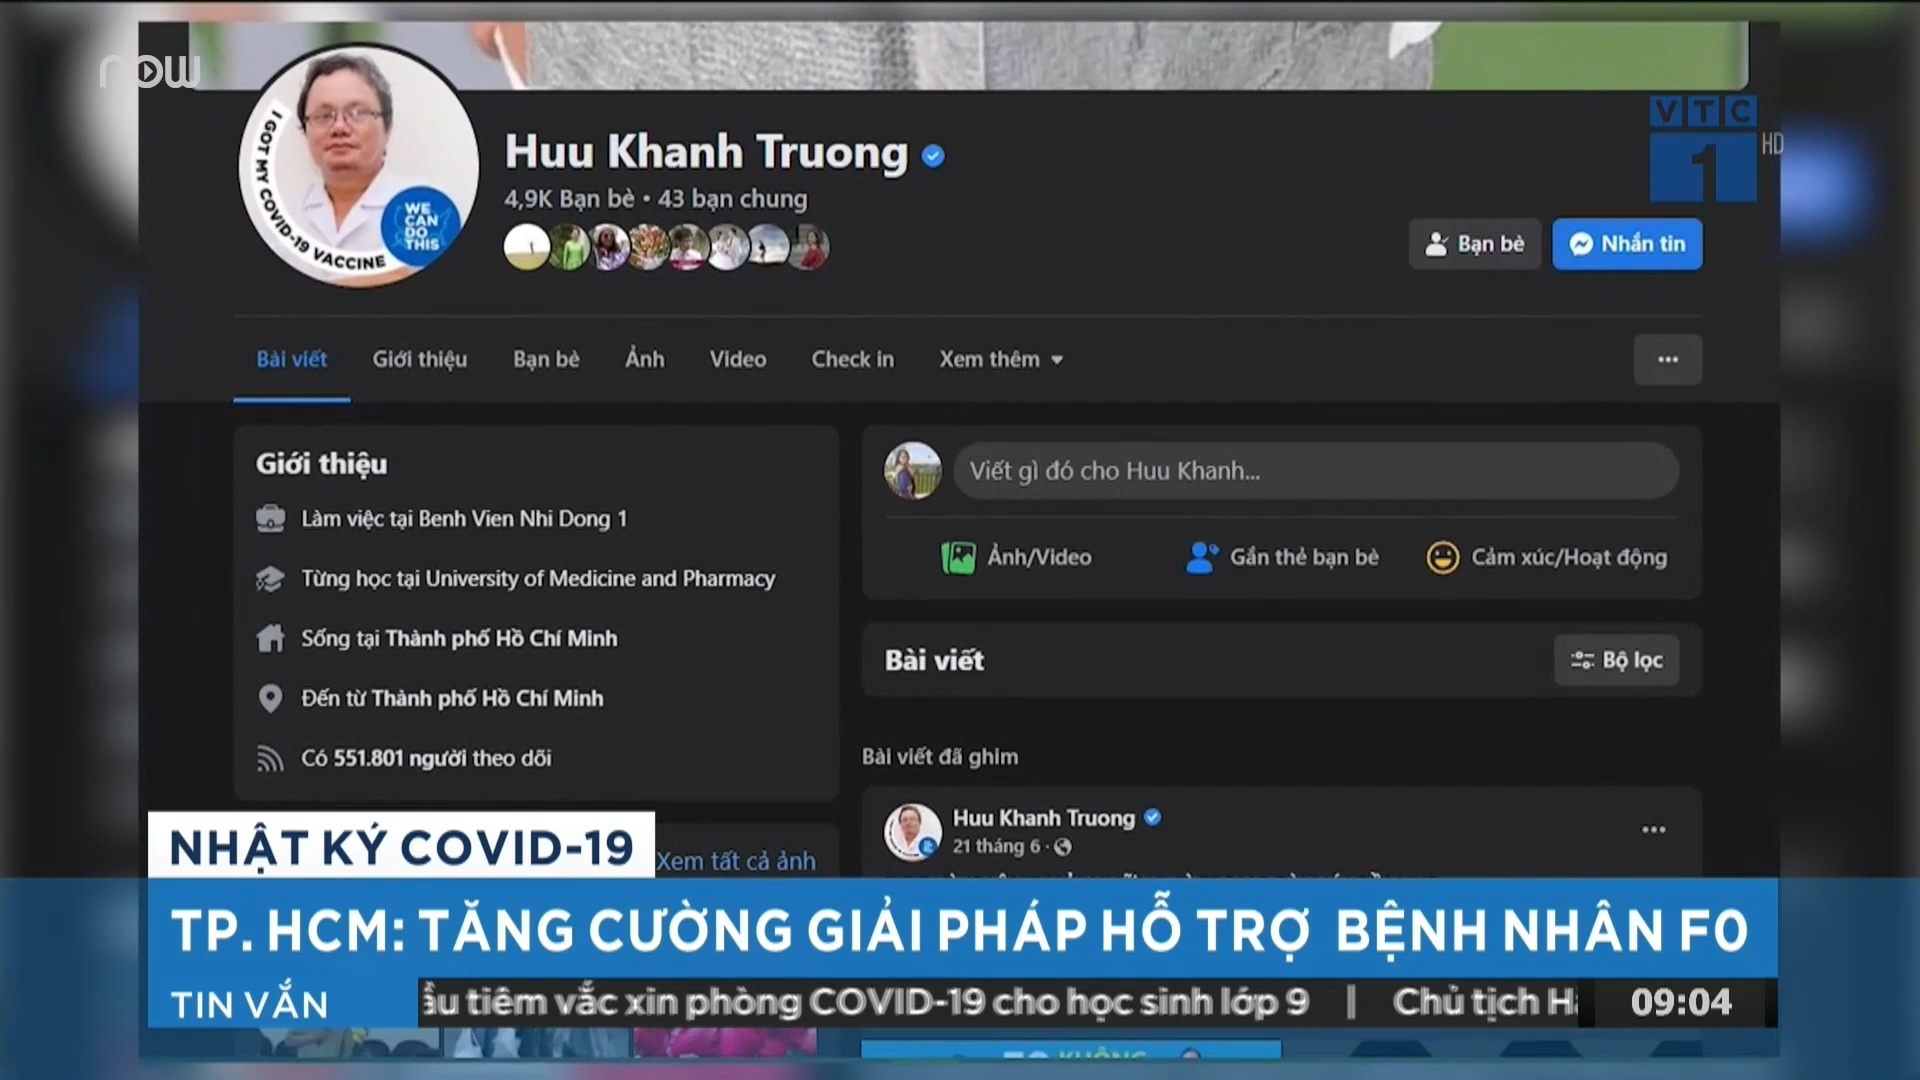 now
VTC
1
HD
I GOT MY COVID-19 VACCINE
WE
CAN
DO
THIS
Huu Khanh Truong
4,9K Bạn bè • 43 bạn chung
Bạn bè
Nhắn tin
Bài viết
Giới thiệu
Bạn bè
Ảnh
Video
Check in
Xem thêm
Giới thiệu
Làm việc tại Benh Vien Nhi Dong 1
Từng học tại University of Medicine and Pharmacy
Sống tại Thành phố Hồ Chí Minh
Đến từ Thành phố Hồ Chí Minh
Có 551.801 người theo dõi
Viết gì đó cho Huu Khanh...
Ảnh/Video
Gắn thẻ bạn bè
Cảm xúc/Hoạt động
Bài viết
Bộ lọc
Bài viết đã ghim
Huu Khanh Truong
21 tháng 6 ·
Xem tất cả ảnh
NHẬT KÝ COVID-19
TP. HCM: TĂNG CƯỜNG GIẢI PHÁP HỖ TRỢ BỆNH NHÂN F0
TIN VẮN
tiêm vắc xin phòng COVID-19 cho học sinh lớp 9 | Chủ tịch
09:04